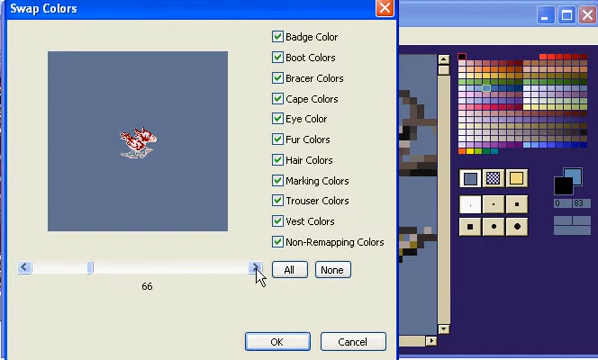 Swap Colors
Badge Color
Boot Colors
Bracer Colors
Cape Colors
Eye Color
Fur Colors
Hair Colors
Marking Colors
Trouser Colors
Vest Colors
Non-Remapping Colors
66
All
None
OK
Cancel
0
83